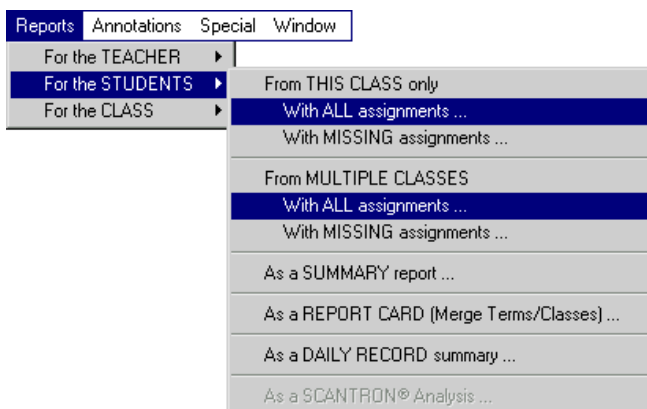 Reports Annotations Special Window
For the TEACHER
For the STUDENTS
For the CLASS
From THIS CLASS only
With ALL assignments ...
With MISSING assignments ...
From MULTIPLE CLASSES
With ALL assignments ...
With MISSING assignments ...
As a SUMMARY report ...
As a REPORT CARD (Merge Terms/Classes) ...
As a DAILY RECORD summary ...
As a SCANTRON® Analysis ...